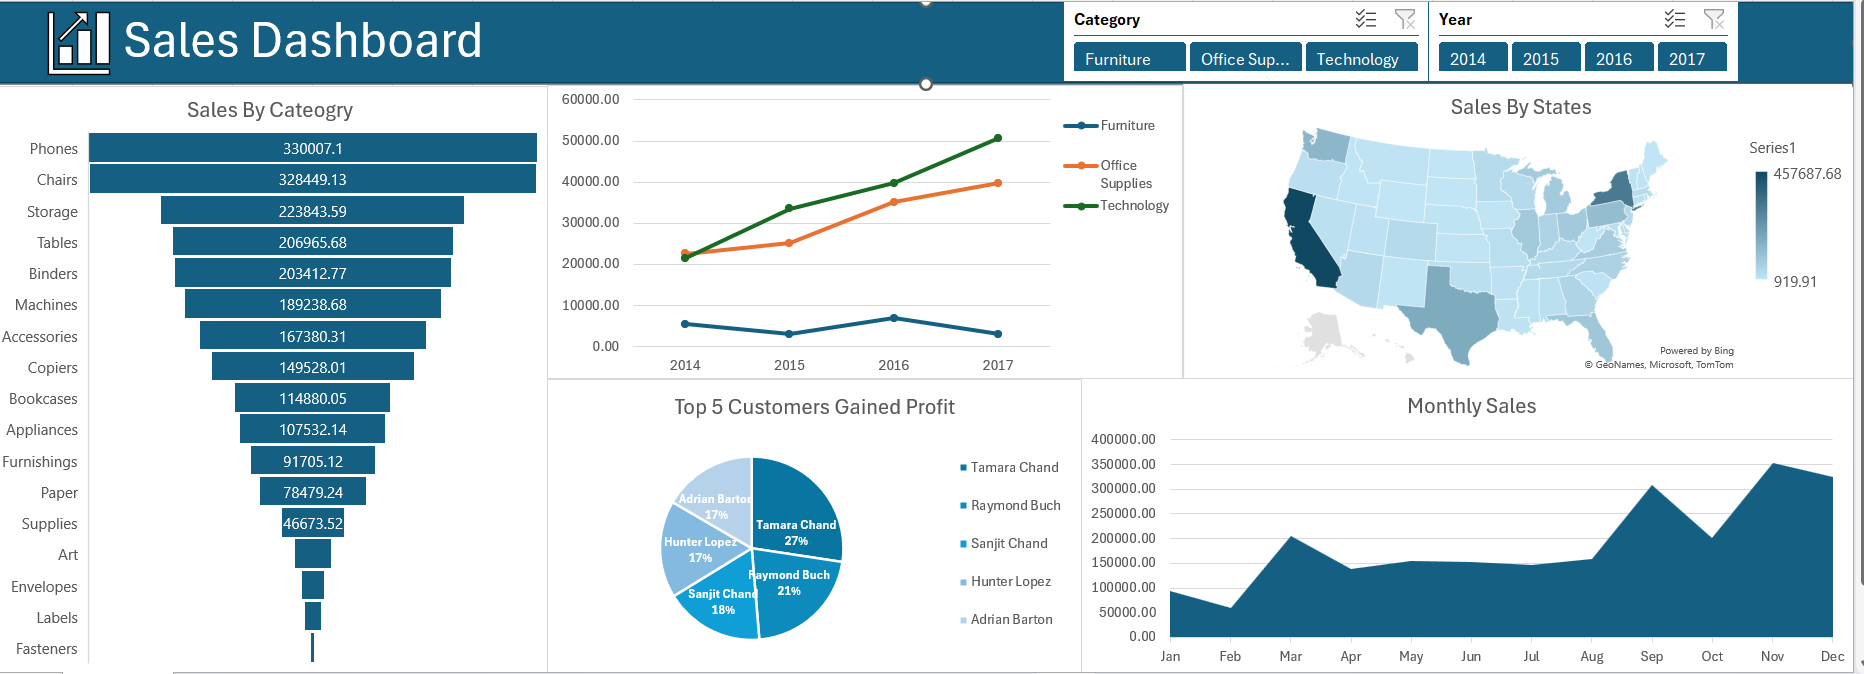 Sales Dashboard
Category
Furniture
Office Sup...
Technology
Year
2014
2015
2016
2017
Sales By Cateogry
Phones 330007.1
Chairs 328449.13
Storage 223843.59
Tables 206965.68
Binders 203412.77
Machines 189238.68
Accessories 167380.31
Copiers 149528.01
Bookcases 114880.05
Appliances 107532.14
Furnishings 91705.12
Paper 78479.24
Supplies 46673.52
Art
Envelopes
Labels
Fasteners
60000.00
50000.00
40000.00
30000.00
20000.00
10000.00
0.00
2014 2015 2016 2017
Furniture
Office
Supplies
Technology
Sales By States
Series1
457687.68
919.91
Powered by Bing
© GeoNames, Microsoft, TomTom
Top 5 Customers Gained Profit
Adrian Barton
17%
Tamara Chand
27%
Hunter Lopez
17%
Raymond Buch
21%
Sanjit Chand
18%
Tamara Chand
Raymond Buch
Sanjit Chand
Hunter Lopez
Adrian Barton
Monthly Sales
400000.00
350000.00
300000.00
250000.00
200000.00
150000.00
100000.00
50000.00
0.00
Jan Feb Mar Apr May Jun Jul Aug Sep Oct Nov Dec